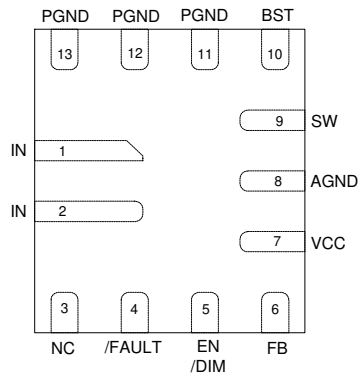 PGND PGND PGND BST
13 12 11 10
9 SW
IN 1
8 AGND
IN 2
7 VCC
3 4 5 6
NC /FAULT EN FB
/DIM